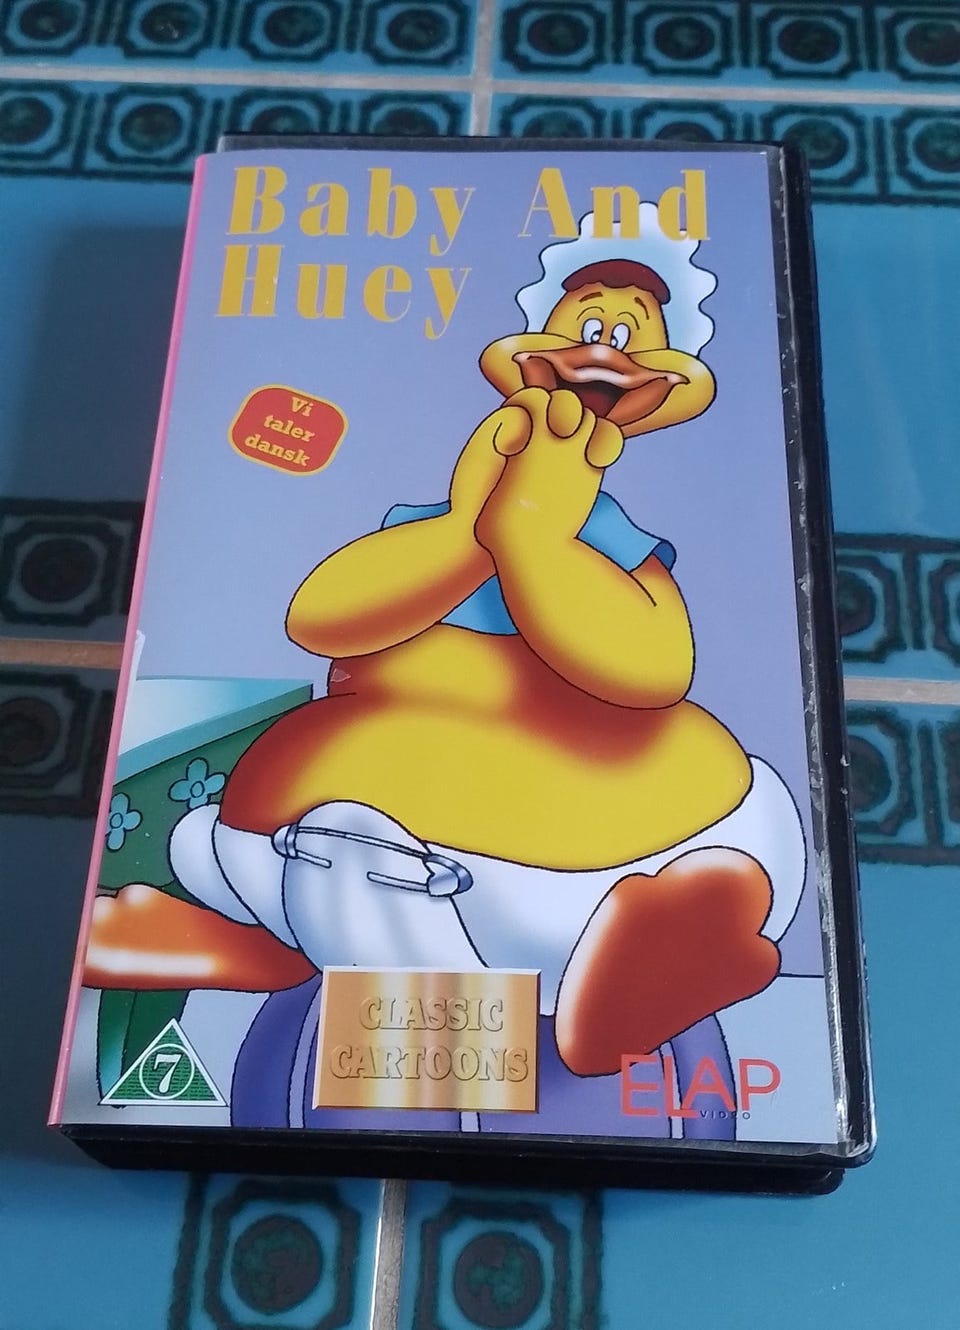 Baby And
Huey
Vi
taler
dansk
7
CLASSIC
CARTOONS
ELAP
VIDEO